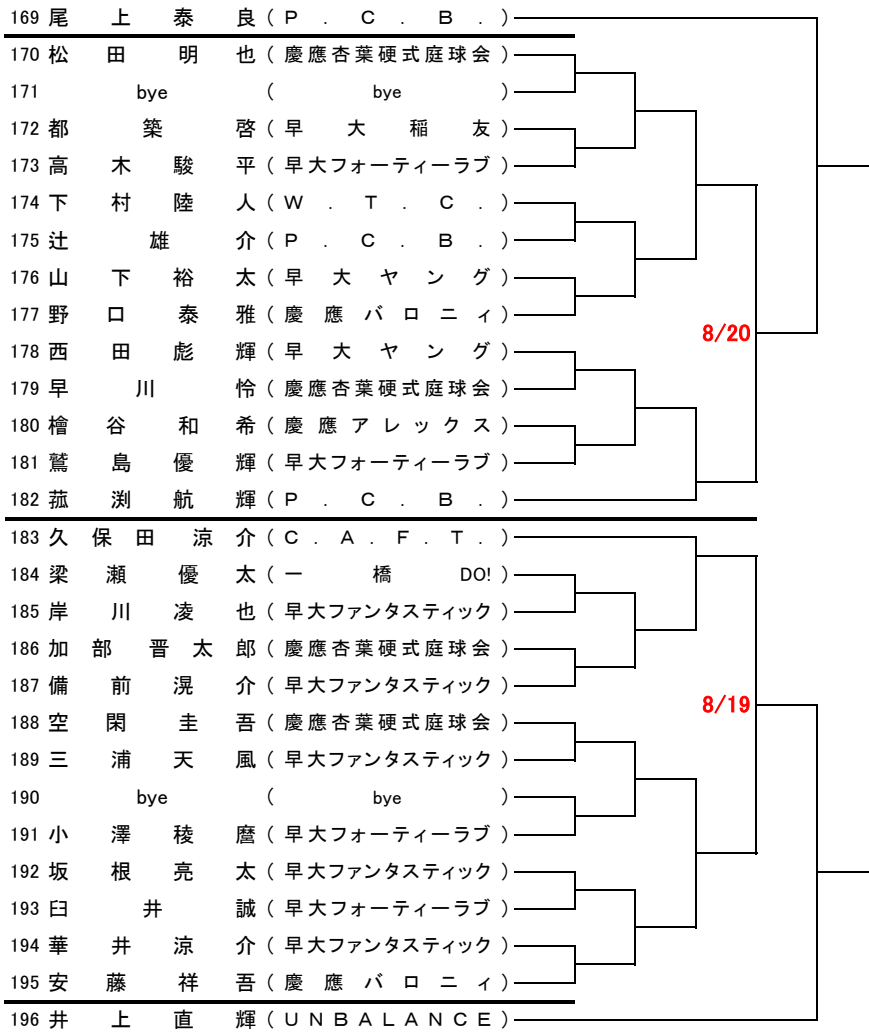 169 尾上泰良 (P.C.B.)
170 松田明也 (慶應杏葉硬式庭球会)
171 bye (bye)
172 都築啓 (早大稲友)
173 高木駿平 (早大フォーティーラブ)
174 下村陸人 (W.T.C.)
175 辻雄介 (P.C.B.)
176 山下裕太 (早大ヤング)
177 野口泰雅 (慶應バロニィ)
8/20
178 西田彪輝 (早大ヤング)
179 早川怜 (慶應杏葉硬式庭球会)
180 檜谷和希 (慶應アレックス)
181 鷲島優輝 (早大フォーティーラブ)
182 菰渕航輝 (P.C.B.)
183 久保田涼介 (C.A.F.T.)
184 梁瀬優太 (一橋DO!)
185 岸川凌也 (早大ファンタスティック)
186 加部晋太郎 (慶應杏葉硬式庭球会)
187 備前滉介 (早大ファンタスティック)
8/19
188 空閑圭吾 (慶應杏葉硬式庭球会)
189 三浦天風 (早大ファンタスティック)
190 bye (bye)
191 小澤稜麿 (早大フォーティーラブ)
192 坂根亮太 (早大ファンタスティック)
193 臼井誠 (早大フォーティーラブ)
194 華井涼介 (早大ファンタスティック)
195 安藤祥吾 (慶應バロニィ)
196 井上直輝 (UNBALANCE)